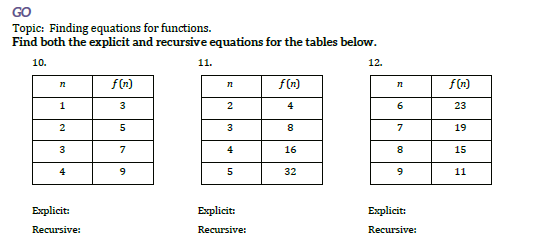 GO
Topic: Finding equations for functions.
Find both the explicit and recursive equations for the tables below.
10. 11. 12.
n f(n) n f(n) n f(n)
1 3 2 4 6 23
2 5 3 8 7 19
3 7 4 16 8 15
4 9 5 32 9 11
Explicit: Explicit: Explicit:
Recursive: Recursive: Recursive: